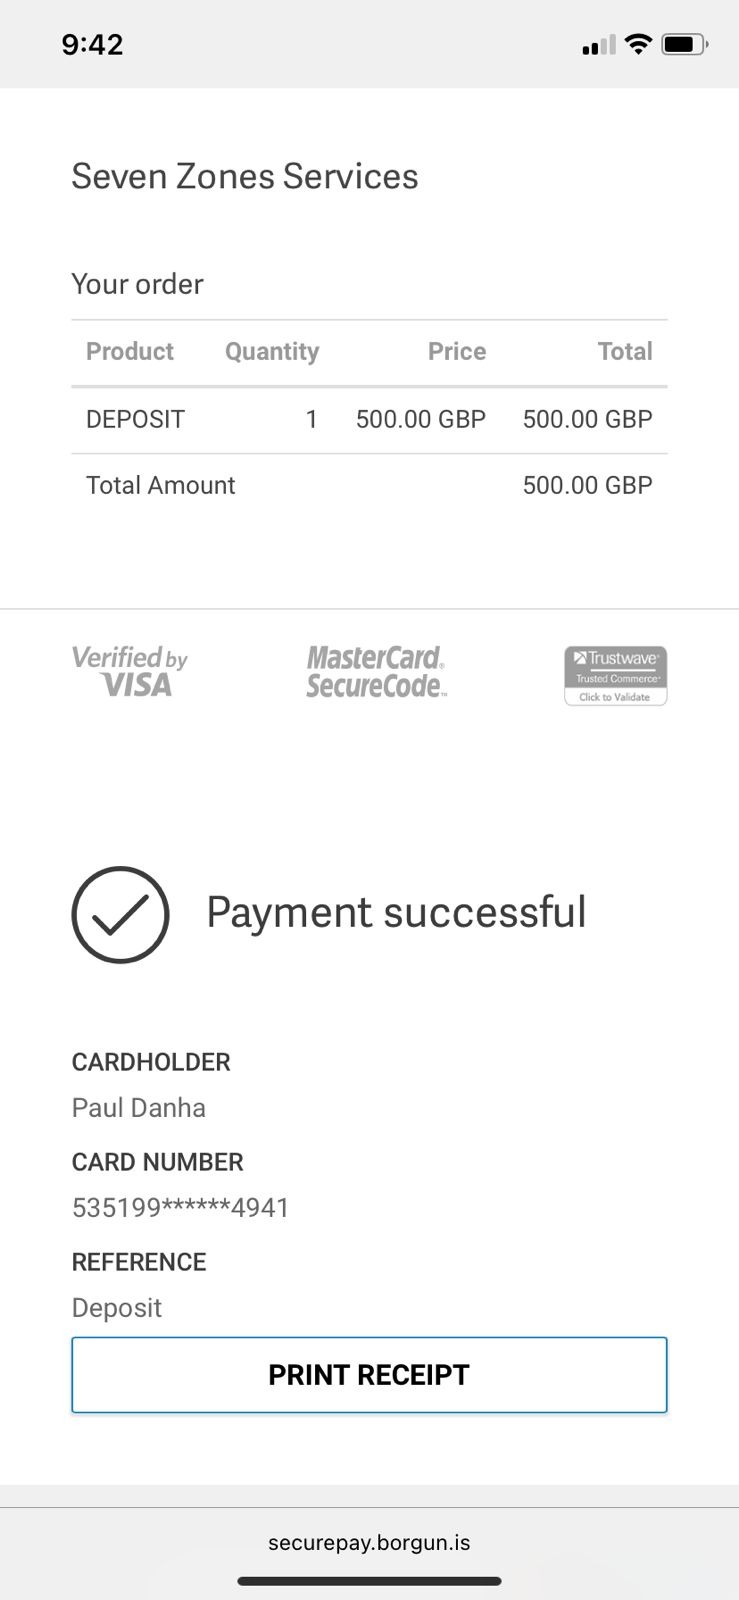 9:42
Seven Zones Services
Your order
Product Quantity Price Total
DEPOSIT 1 500.00 GBP 500.00 GBP
Total Amount 500.00 GBP
Verified by
VISA
MasterCard®
SecureCode™
Trustwave®
Trusted Commerce™
Click to Validate
Payment successful
CARDHOLDER
Paul Danha
CARD NUMBER
535199******4941
REFERENCE
Deposit
PRINT RECEIPT
securepay.borgun.is